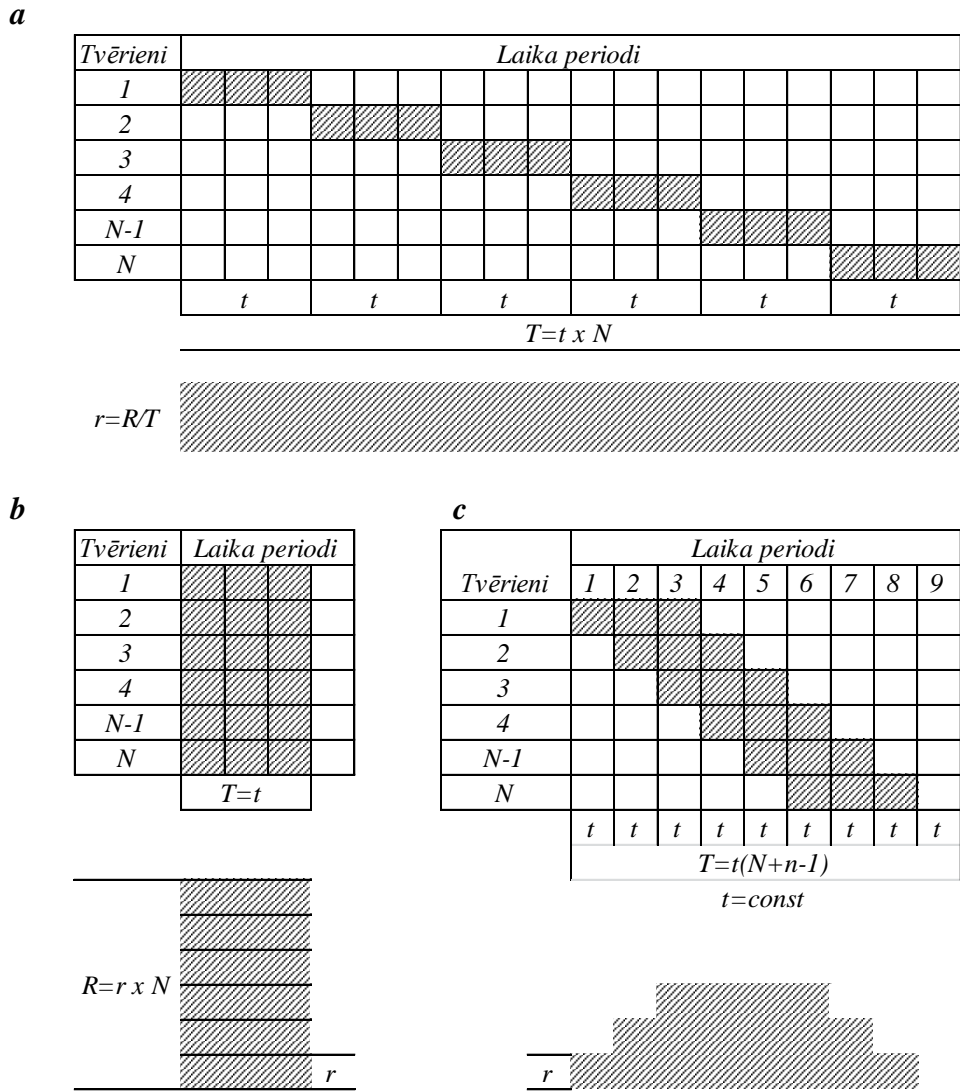 a
Tvērieni Laika periodi
1
2
3
4
N-1
N
t t t t t t
T=t x N
r=R/T
b
Tvērieni Laika periodi
1
2
3
4
N-1
N
T=t
R=r x N
r
c
Laika periodi
Tvērieni 1 2 3 4 5 6 7 8 9
1
2
3
4
N-1
N
t t t t t t t t t
T=t(N+n-1)
t=const
r